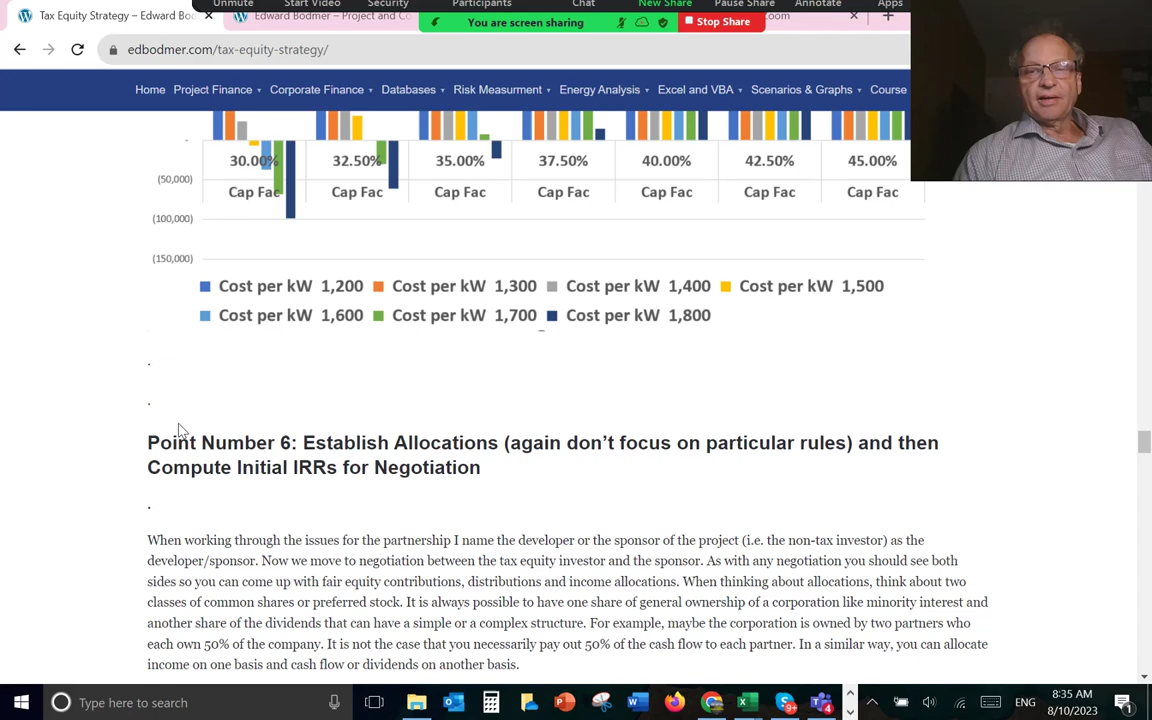 Unmute Start Video Security Participants Chat New Share Pause Share Annotate Apps
Tax Equity Strategy – Edward Bo
Edward Bodmer – Project and Co
You are screen sharing
Stop Share
edbodmer.com/tax-equity-strategy/
Home Project Finance Corporate Finance Databases Risk Measurment Energy Analysis Excel and VBA Scenarios & Graphs Course
-
30.00% 32.50% 35.00% 37.50% 40.00% 42.50% 45.00%
(50,000)
Cap Fac Cap Fac Cap Fac Cap Fac Cap Fac Cap Fac Cap Fac
(100,000)
(150,000)
Cost per kW 1,200 Cost per kW 1,300 Cost per kW 1,400 Cost per kW 1,500
Cost per kW 1,600 Cost per kW 1,700 Cost per kW 1,800
.
.
Point Number 6: Establish Allocations (again don’t focus on particular rules) and then
Compute Initial IRRs for Negotiation
.
When working through the issues for the partnership I name the developer or the sponsor of the project (i.e. the non-tax investor) as the
developer/sponsor. Now we move to negotiation between the tax equity investor and the sponsor. As with any negotiation you should see both
sides so you can come up with fair equity contributions, distributions and income allocations. When thinking about allocations, think about two
classes of common shares or preferred stock. It is always possible to have one share of general ownership of a corporation like minority interest and
another share of the dividends that can have a simple or a complex structure. For example, maybe the corporation is owned by two partners who
each own 50% of the company. It is not the case that you necessarily pay out 50% of the cash flow to each partner. In a similar way, you can allocate
income on one basis and cash flow or dividends on another basis.
Type here to search
ENG
8:35 AM
8/10/2023